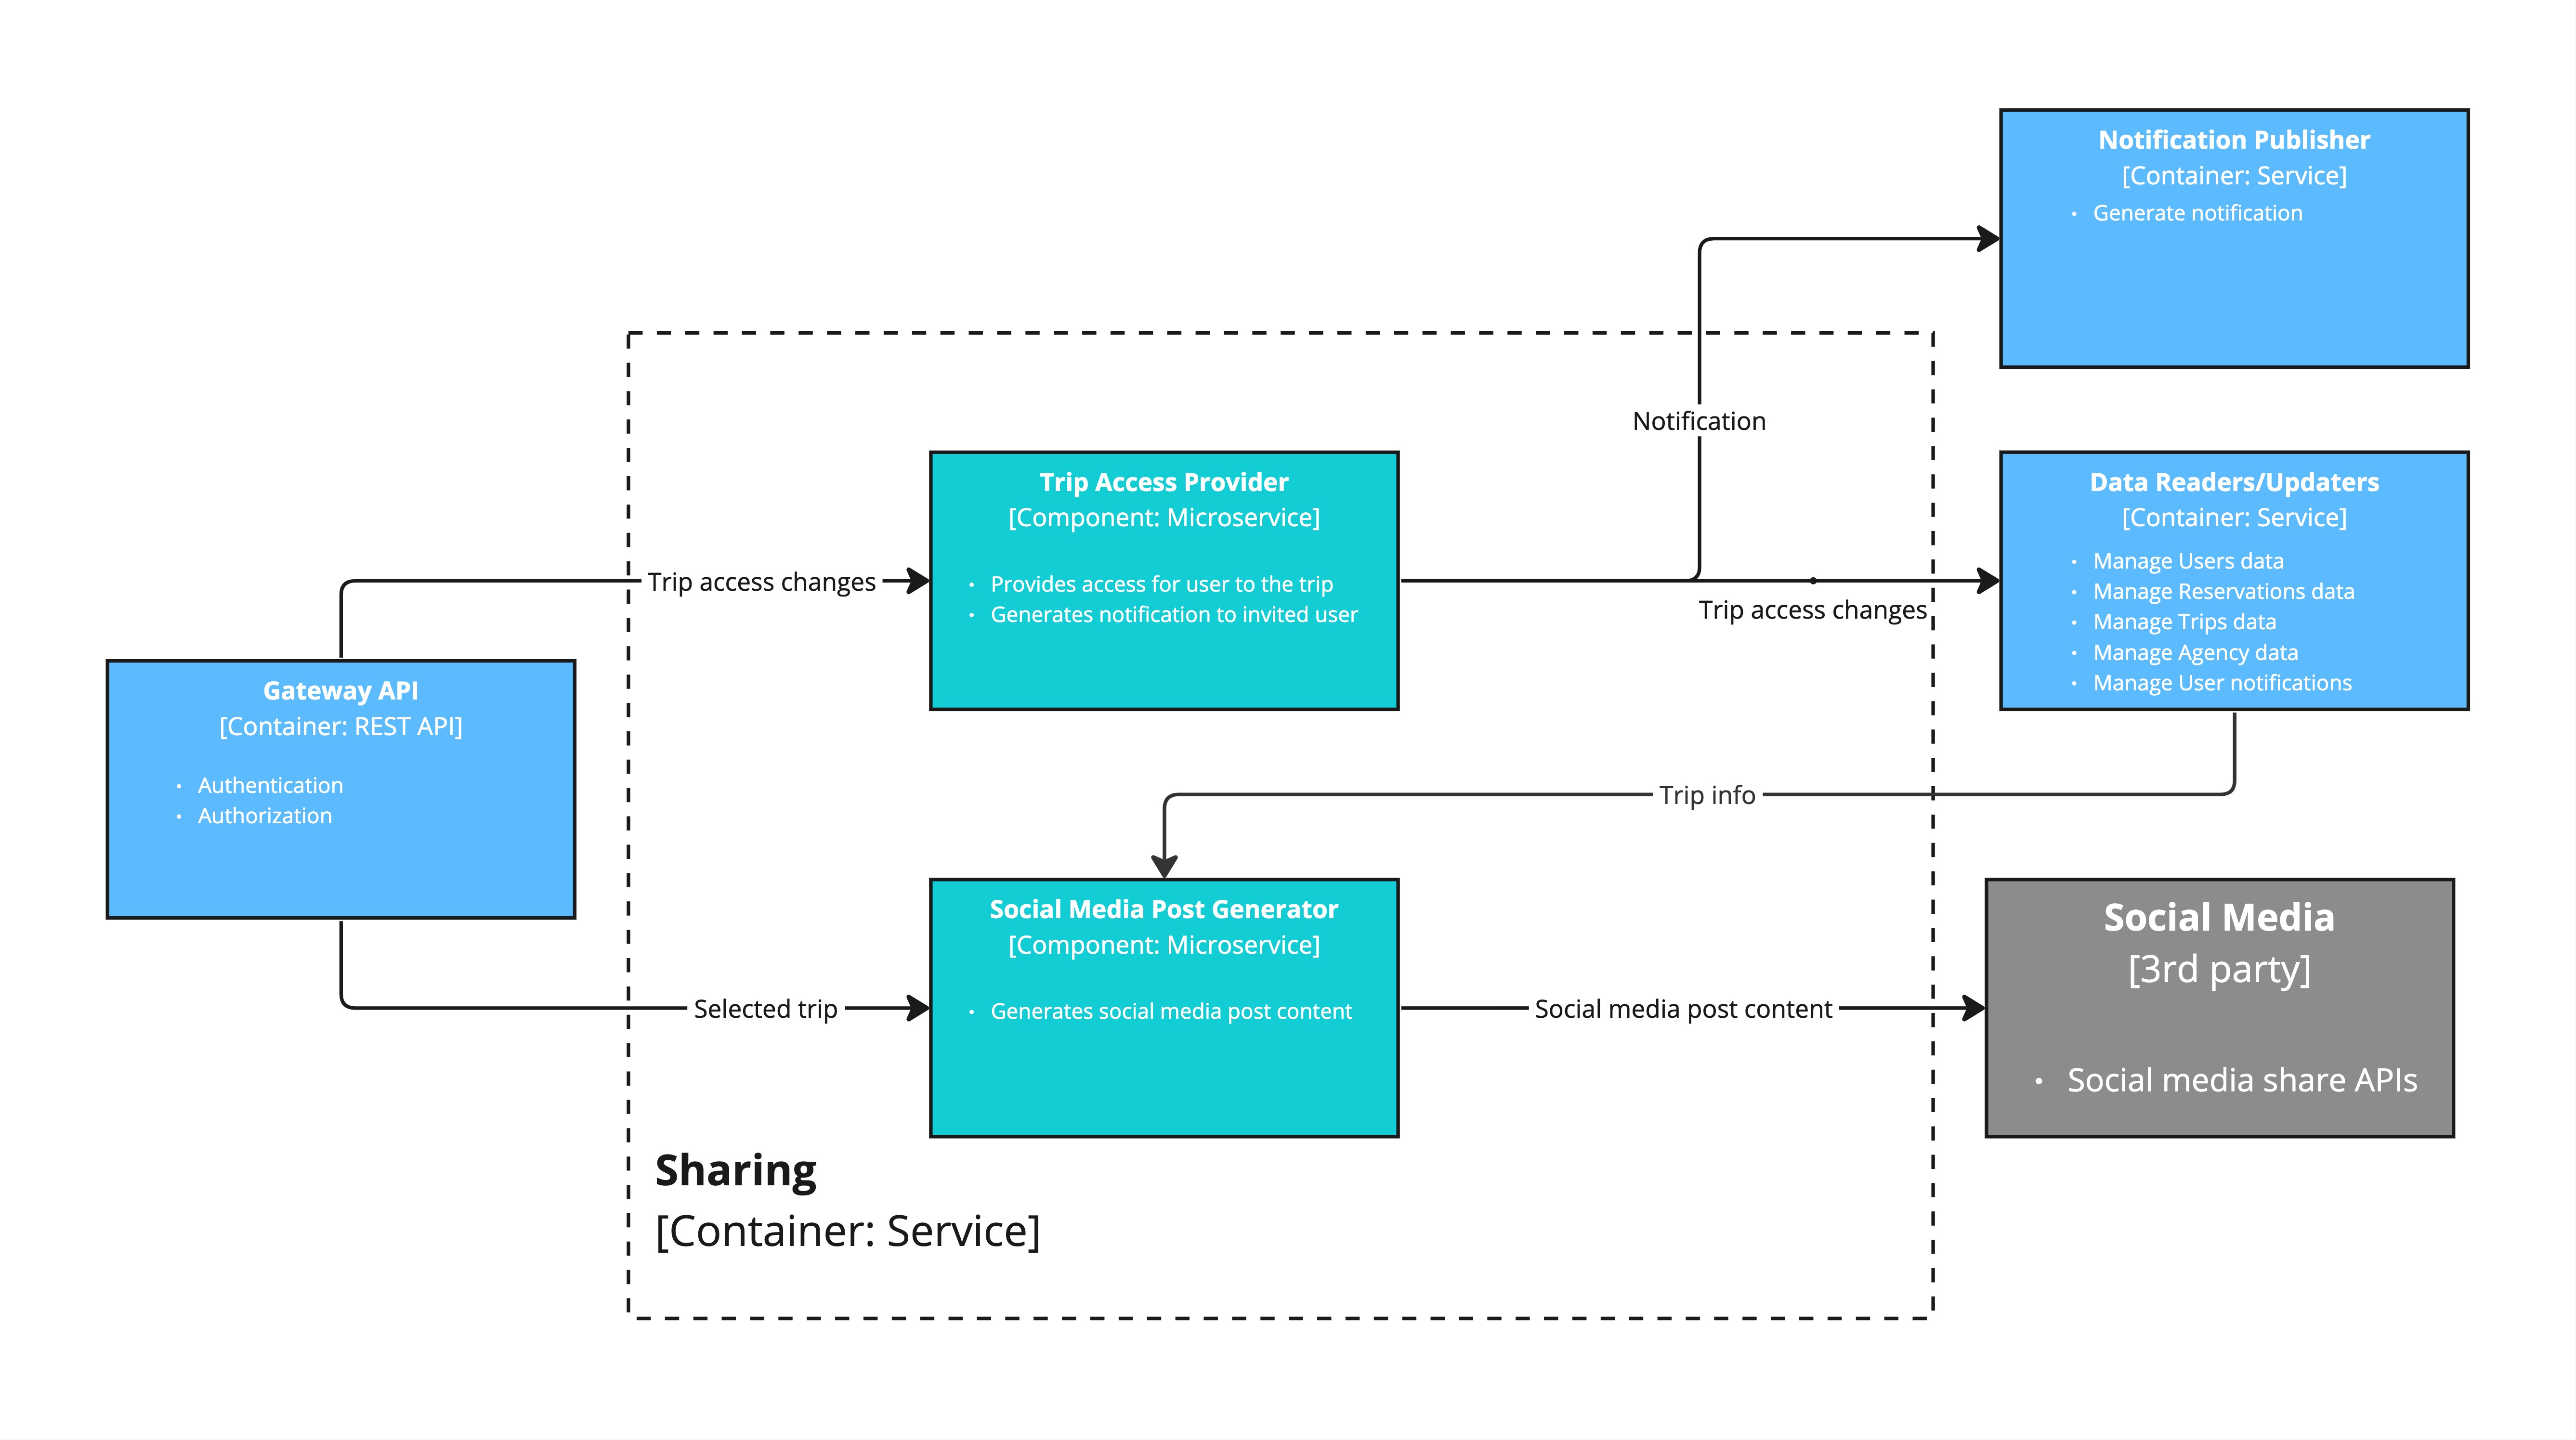 Notification Publisher
[Container: Service]
• Generate notification
Notification
Trip Access Provider
[Component: Microservice]
• Provides access for user to the trip
• Generates notification to invited user
Data Readers/Updaters
[Container: Service]
• Manage Users data
• Manage Reservations data
• Manage Trips data
• Manage Agency data
• Manage User notifications
Trip access changes
Trip access changes
Gateway API
[Container: REST API]
• Authentication
• Authorization
Trip info
Social Media Post Generator
[Component: Microservice]
• Generates social media post content
Social Media
[3rd party]
• Social media share APIs
Selected trip
Social media post content
Sharing
[Container: Service]